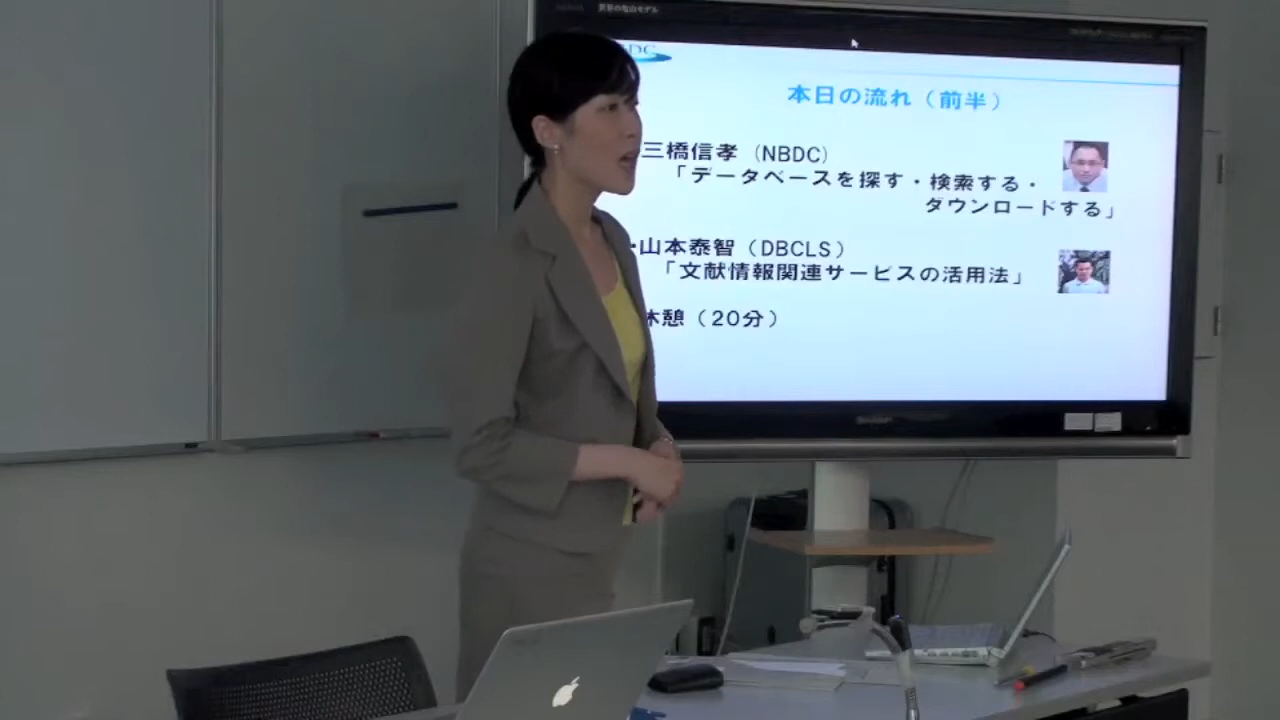 DC
本日の流れ（前半）
三橋信孝（NBDC）
「データベースを探す・検索する・
ダウンロードする」
・山本泰智（DBCLS）
「文献情報関連サービスの活用法」
休憩（20分）